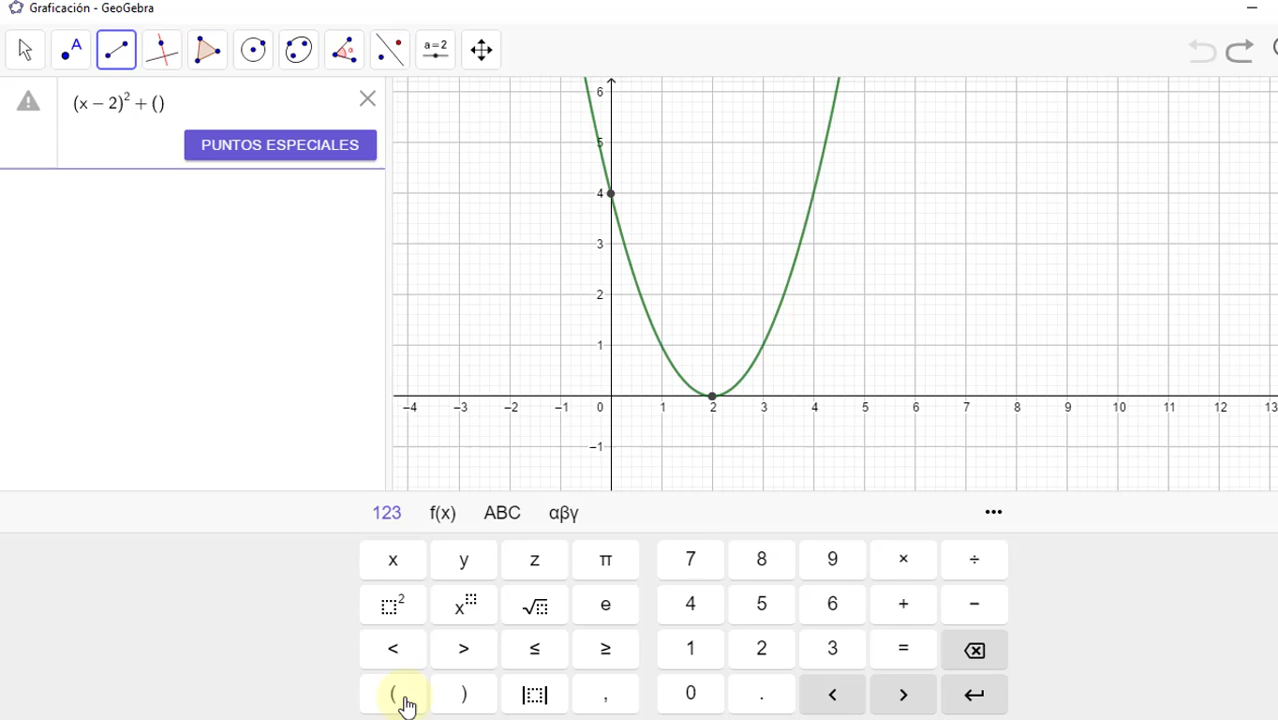 Graficación - GeoGebra
A
α
a=2
(x − 2)² + ()
PUNTOS ESPECIALES
6
5
4
3
2
1
−4 −3 −2 −1 0 1 2 3 4 5 6 7 8 9 10 11 12 13
−1
123 f(x) ABC αβγ
x y z π 7 8 9 × ÷
² x √ e 4 5 6 + −
< > ≤ ≥ 1 2 3 =
( ) | | , 0 . < >